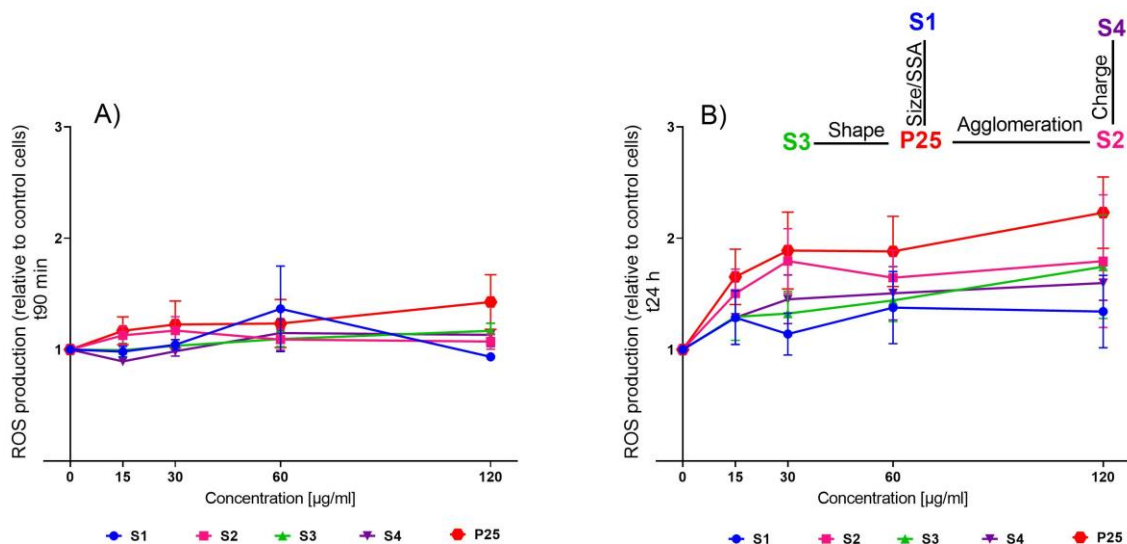 A)
ROS production (relative to control cells)
t90 min
3
2
1
0
15
30
60
120
Concentration [µg/ml]
S1
S2
S3
S4
P25
B)
S1
S4
Size/SSA
Charge
S3
Shape
P25
Agglomeration
S2
ROS production (relative to control cells)
t24 h
3
2
1
0
15
30
60
120
Concentration [µg/ml]
S1
S2
S3
S4
P25